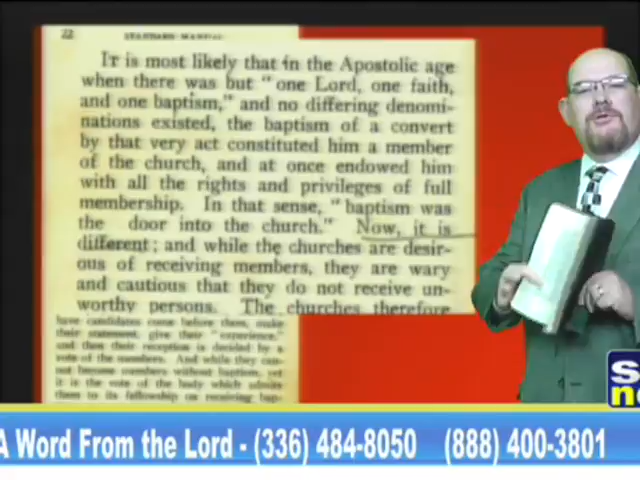 22 STANDARD MANUAL
IT is most likely that in the Apostolic age
when there was but "one Lord, one faith,
and one baptism," and no differing denomi-
nations existed, the baptism of a convert
by that very act constituted him a member
of the church, and at once endowed him
with all the rights and privileges of full
membership. In that sense, "baptism was
the door into the church." Now, it is
different; and while the churches are desir-
ous of receiving members, they are wary
and cautious that they do not receive un-
worthy persons. The churches therefore
have candidates come before them, make
their statement, give their "experience,"
and then their reception is decided by a
vote of the members. And while they can-
not become members without baptism, yet
it is the vote of the body which admits
them to its fellowship on receiving bap-
A Word From the Lord - (336) 484-8050 (888) 400-3801